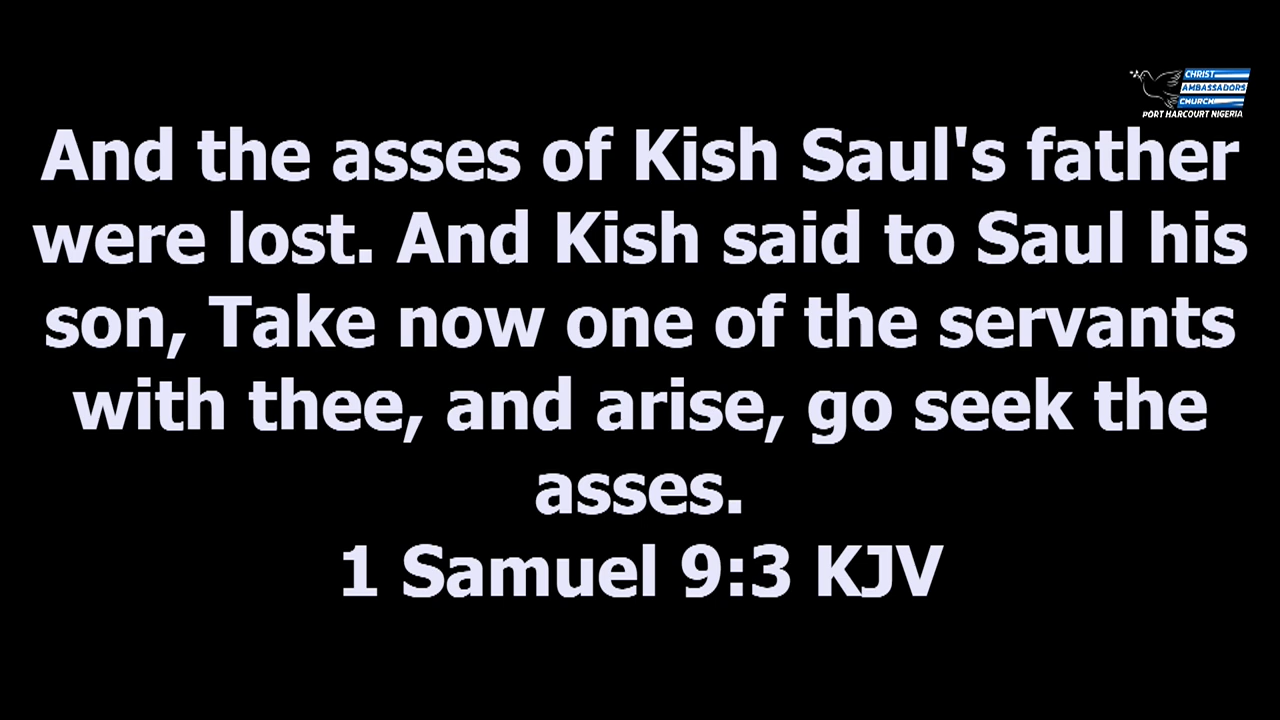 CHRIST
AMBASSADORS
CHURCH
PORT HARCOURT NIGERIA
And the asses of Kish Saul's father
were lost. And Kish said to Saul his
son, Take now one of the servants
with thee, and arise, go seek the
asses.
1 Samuel 9:3 KJV